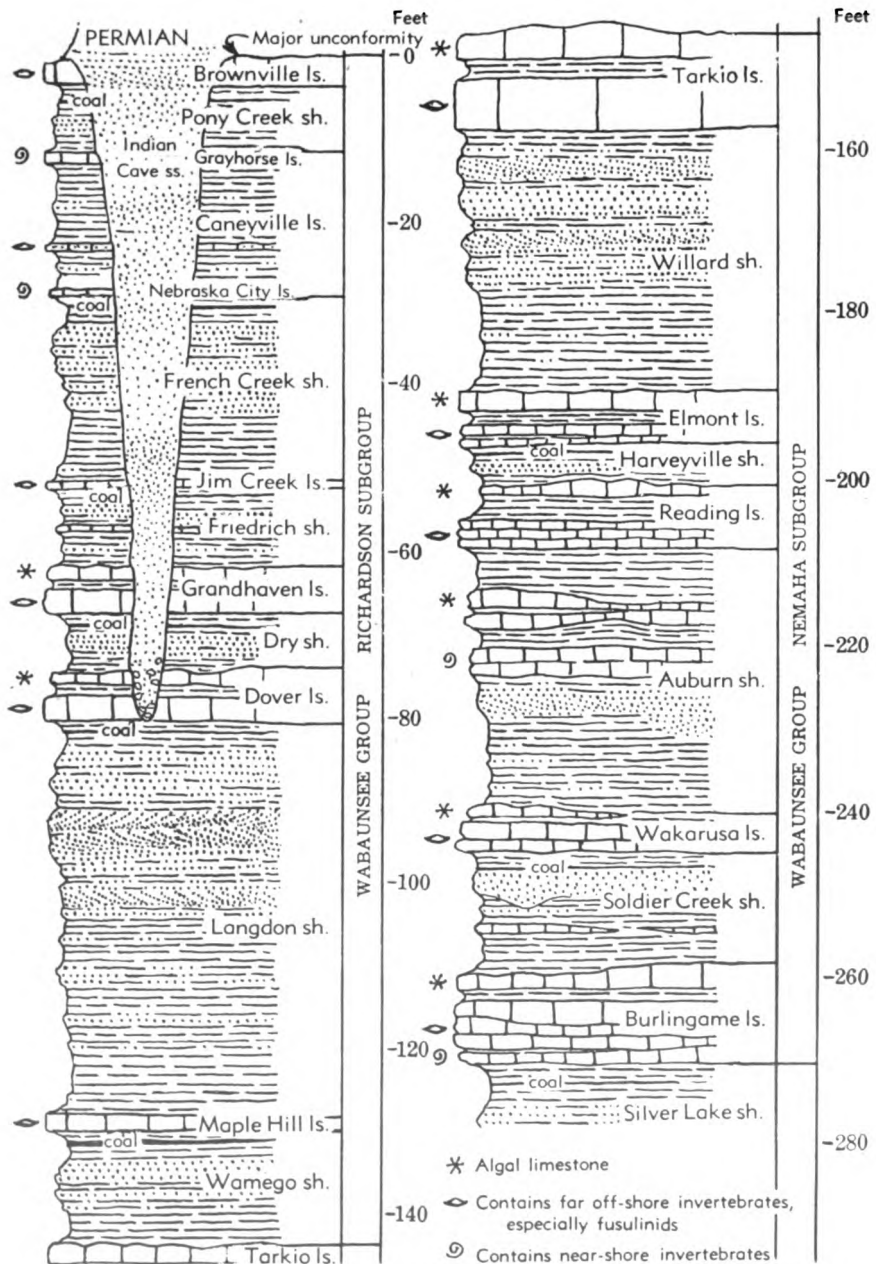 Feet
PERMIAN
Major unconformity
-0
Brownville ls.
coal
Pony Creek sh.
Indian
Cave ss.
Grayhorse ls.
Caneyville ls.
-20
Nebraska City ls.
coal
French Creek sh.
-40
Jim Creek ls.
coal
Friedrich sh.
-60
Grandhaven ls.
coal
Dry sh.
Dover ls.
-80
coal
-100
Langdon sh.
-120
Maple Hill ls.
coal
Wamego sh.
-140
Tarkio ls.
RICHARDSON SUBGROUP
WABAUNSEE GROUP
Feet
Tarkio ls.
-160
Willard sh.
-180
Elmont ls.
coal
Harveyville sh.
-200
Reading ls.
-220
Auburn sh.
-240
Wakarusa ls.
coal
Soldier Creek sh.
-260
Burlingame ls.
coal
Silver Lake sh.
-280
NEMAHA SUBGROUP
WABAUNSEE GROUP
Algal limestone
Contains far off-shore invertebrates,
especially fusulinids
Contains near-shore invertebrates